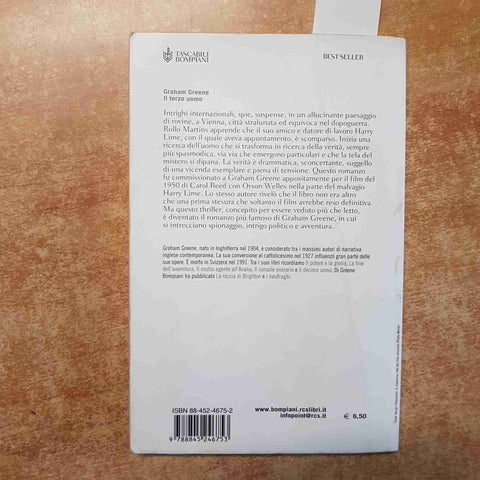 TASCABILI
BOMPIANI
BEST SELLER
Graham Greene
Il terzo uomo
Intrighi internazionali, spie, suspense, in un allucinante paesaggio
di rovine, a Vienna, città stralunata ed equivoca nel dopoguerra.
Rollo Martins apprende che il suo amico e datore di lavoro Harry
Lime, con il quale aveva appuntamento, è scomparso. Inizia una
ricerca dell'uomo che si trasforma in ricerca della verità, sempre
più spasmodica, via via che emergono particolari e che la tela del
mistero si dipana. La verità è drammatica, sconcertante, suggello
di una vicenda esemplare e piena di tensione. Questo romanzo
fu commissionato a Graham Greene appositamente per il film del
1950 di Carol Reed con Orson Welles nella parte del malvagio
Harry Lime. Lo stesso autore rivelò che il libro non era altro
che una prima stesura che soltanto il film avrebbe reso definitiva.
Ma questo thriller, concepito per essere veduto più che letto,
è diventato il romanzo più famoso di Graham Greene, in cui
si intrecciano spionaggio, intrigo politico e avventura.
Graham Greene, nato in Inghilterra nel 1904, è considerato tra i massimi autori di narrativa
inglese contemporanea. La sua conversione al cattolicesimo nel 1927 influenzò gran parte delle
sue opere. È morto in Svizzera nel 1991. Tra i suoi libri ricordiamo Il potere e la gloria, La fine
dell'avventura, Il nostro agente all'Avana, Il console onorario e Il decimo uomo. Di Greene
Bompiani ha pubblicato La roccia di Brighton e I naufraghi.
ISBN 88-452-4675-2
9 788845 246753
www.bompiani.rcslibri.it
infopoint@rcs.it
€ 6,50